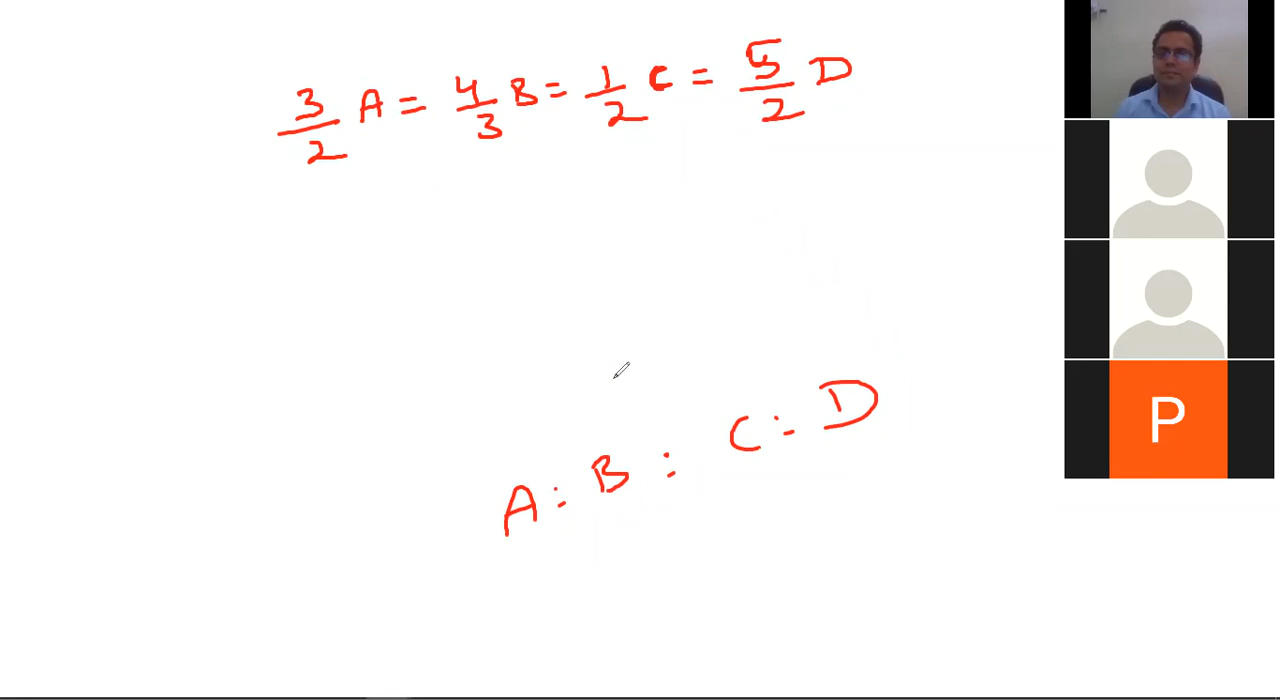 3/2 A = 4/3 B = 1/2 C = 5/2 D
A : B : C : D
P